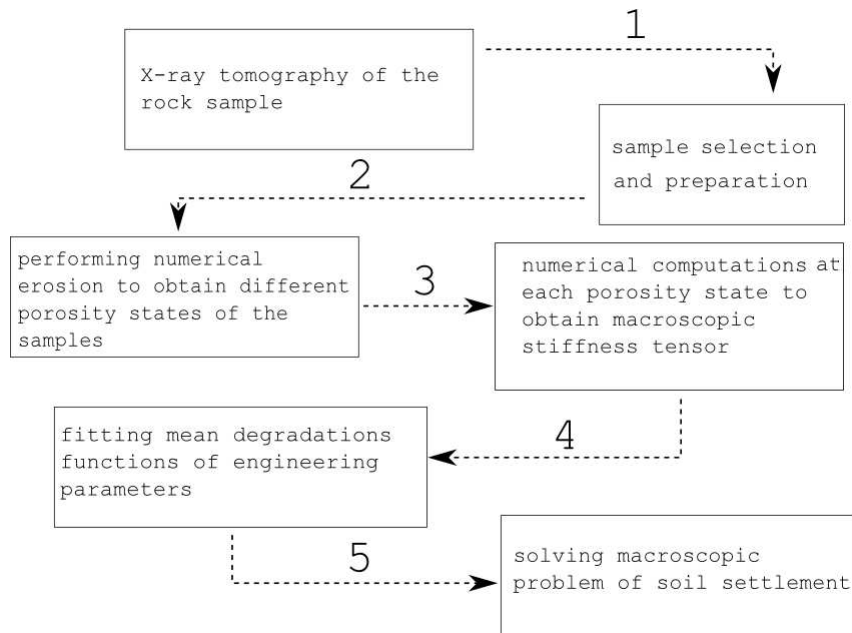 1
X-ray tomography of the
rock sample
sample selection
and preparation
2
performing numerical
erosion to obtain different
porosity states of the
samples
3
numerical computations at
each porosity state to
obtain macroscopic
stiffness tensor
4
fitting mean degradations
functions of engineering
parameters
5
solving macroscopic
problem of soil settlement